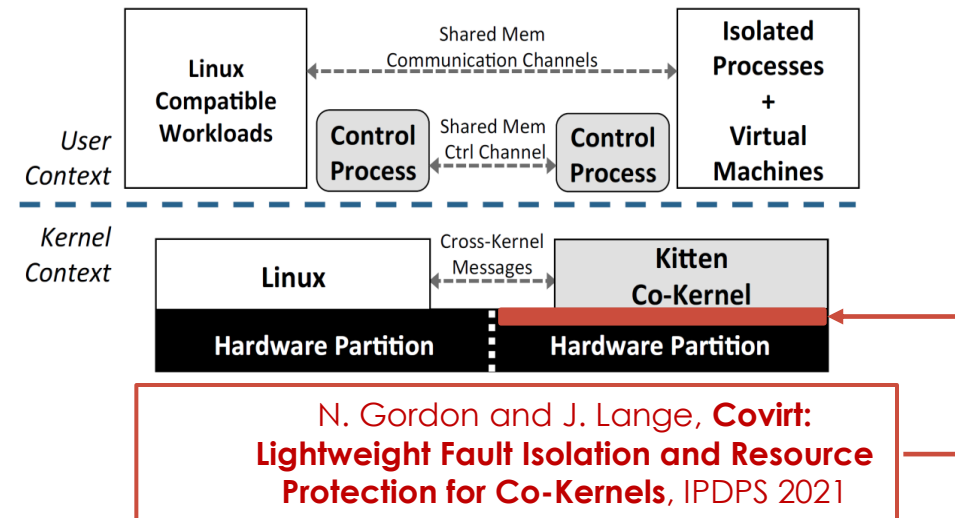 Linux
Compatible
Workloads
Shared Mem
Communication Channels
Isolated
Processes
+
Virtual
Machines
Control
Process
Shared Mem
Ctrl Channel
Control
Process
User
Context
Kernel
Context
Linux
Cross-Kernel
Messages
Kitten
Co-Kernel
Hardware Partition
Hardware Partition
N. Gordon and J. Lange, Covirt:
Lightweight Fault Isolation and Resource
Protection for Co-Kernels, IPDPS 2021